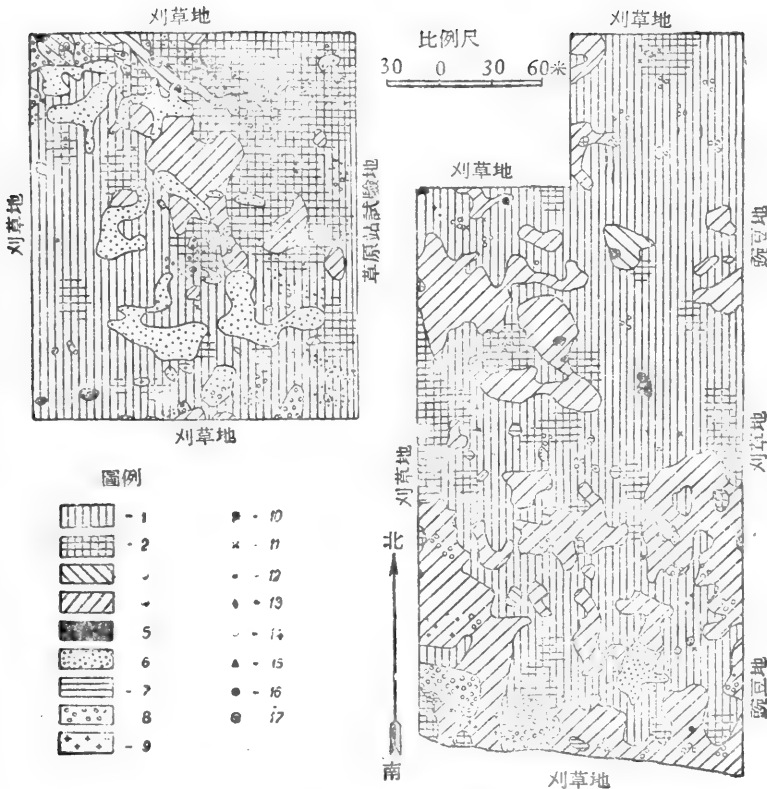 刈草地
比例尺
30 0 30 60米
刈草地
刈草地
刈草地
草原站試驗地
豌豆地
刈草地
刈草地
刈草地
豌豆地
刈草地
圖例
- 1
- 2
5
6
- 7
8
- 9
- 10
- 11
- 12
- 13
- 14
- 15
- 16
17
北
南